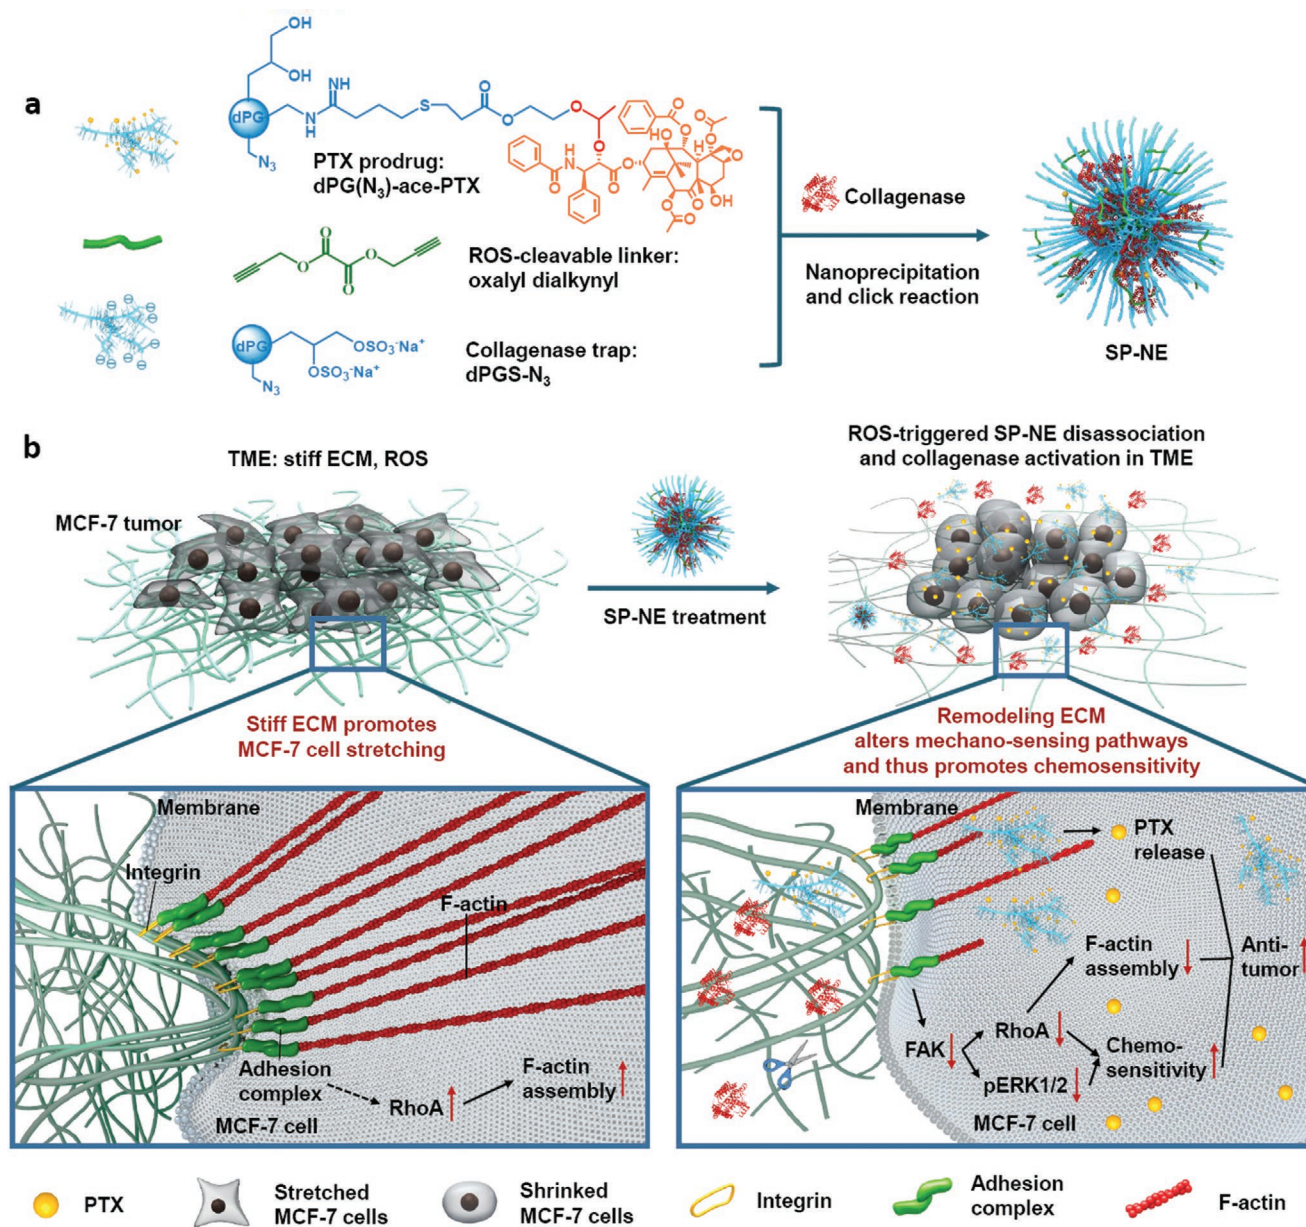 a
OH
OH
dPG
N₃
NH
N
H
S
O
O
O
O
O
NH
O
O
O
O
O
O
O
HO
H
O
O
O
OH
PTX prodrug:
dPG(N₃)-ace-PTX
O
O
O
O
ROS-cleavable linker:
oxalyl dialkynyl
dPG
N₃
OSO₃⁻Na⁺
OSO₃⁻Na⁺
Collagenase trap:
dPGS-N₃
Collagenase
Nanoprecipitation
and click reaction
SP-NE
b
TME: stiff ECM, ROS
MCF-7 tumor
SP-NE treatment
ROS-triggered SP-NE disassociation
and collagenase activation in TME
Stiff ECM promotes
MCF-7 cell stretching
Remodeling ECM
alters mechano-sensing pathways
and thus promotes chemosensitivity
Membrane
Integrin
F-actin
Adhesion
complex
RhoA
F-actin
assembly
MCF-7 cell
Membrane
PTX
release
F-actin
assembly
Anti-
tumor
FAK
RhoA
pERK1/2
Chemo-
sensitivity
MCF-7 cell
PTX
Stretched
MCF-7 cells
Shrinked
MCF-7 cells
Integrin
Adhesion
complex
F-actin